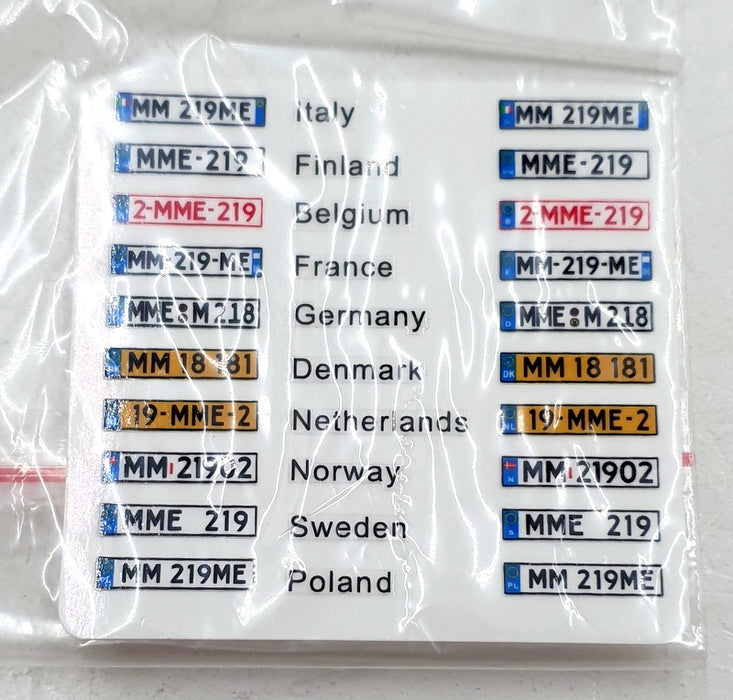 MM 219ME Italy MM 219ME
MME-219 Finland MME-219
2-MME-219 Belgium 2-MME-219
MM-219-ME France F MM-219-ME
MME M 218 Germany D MME M 218
MM 18 181 Denmark DK MM 18 181
19-MME-2 Netherlands NL 19-MME-2
MM 21902 Norway N MM 21902
MME 219 Sweden S MME 219
MM 219ME Poland PL MM 219ME